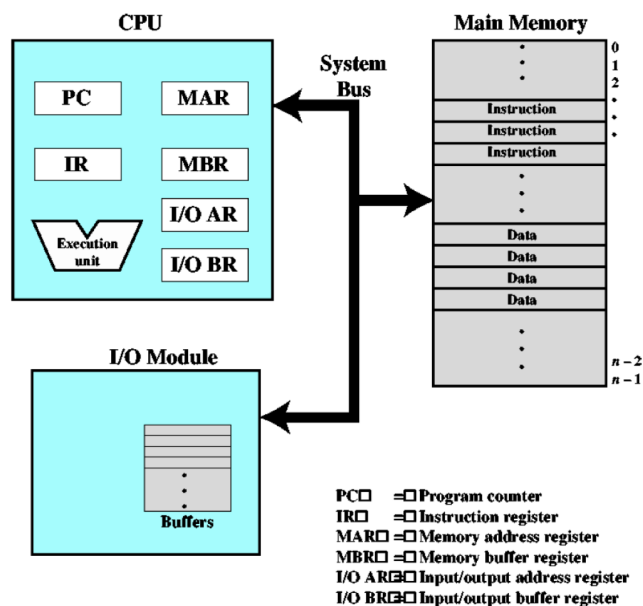 CPU
PC
MAR
IR
MBR
I/O AR
Execution
unit
I/O BR
System
Bus
Main Memory
0
1
2
Instruction
Instruction
Instruction
Data
Data
Data
Data
n – 2
n – 1
I/O Module
Buffers
PC□ =□ Program counter
IR□ =□ Instruction register
MAR□ =□ Memory address register
MBR□ =□ Memory buffer register
I/O AR□=□ Input/output address register
I/O BR□=□ Input/output buffer register